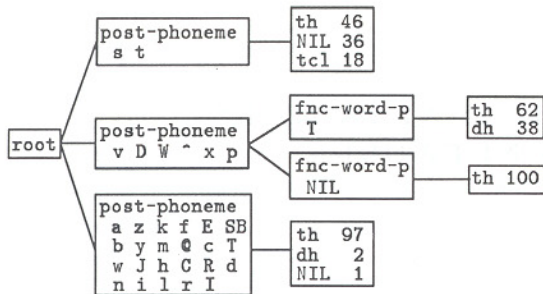 root
post-phoneme
s t
th 46
NIL 36
tcl 18
post-phoneme
v D W ^ x p
fnc-word-p
T
th 62
dh 38
fnc-word-p
NIL
th 100
post-phoneme
a z k f E SB
b y m @ c T
w J h C R d
n i l r I
th 97
dh 2
NIL 1